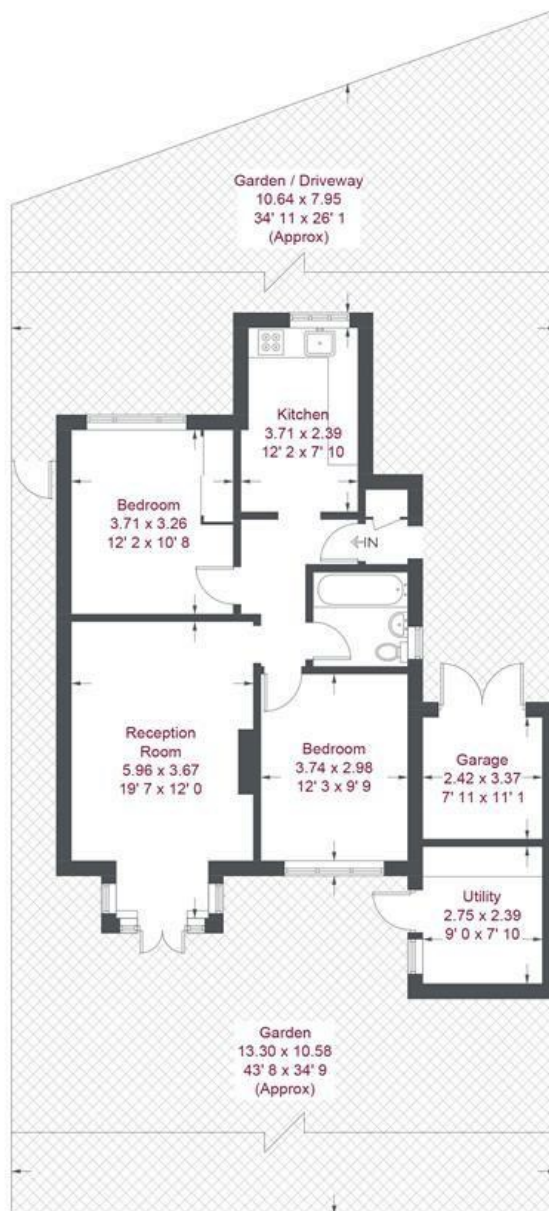 Garden / Driveway
10.64 x 7.95
34' 11 x 26' 1
(Approx)
Kitchen
3.71 x 2.39
12' 2 x 7' 10
Bedroom
3.71 x 3.26
12' 2 x 10' 8
IN
Reception
Room
5.96 x 3.67
19' 7 x 12' 0
Bedroom
3.74 x 2.98
12' 3 x 9' 9
Garage
2.42 x 3.37
7' 11 x 11' 1
Utility
2.75 x 2.39
9' 0 x 7' 10
Garden
13.30 x 10.58
43' 8 x 34' 9
(Approx)